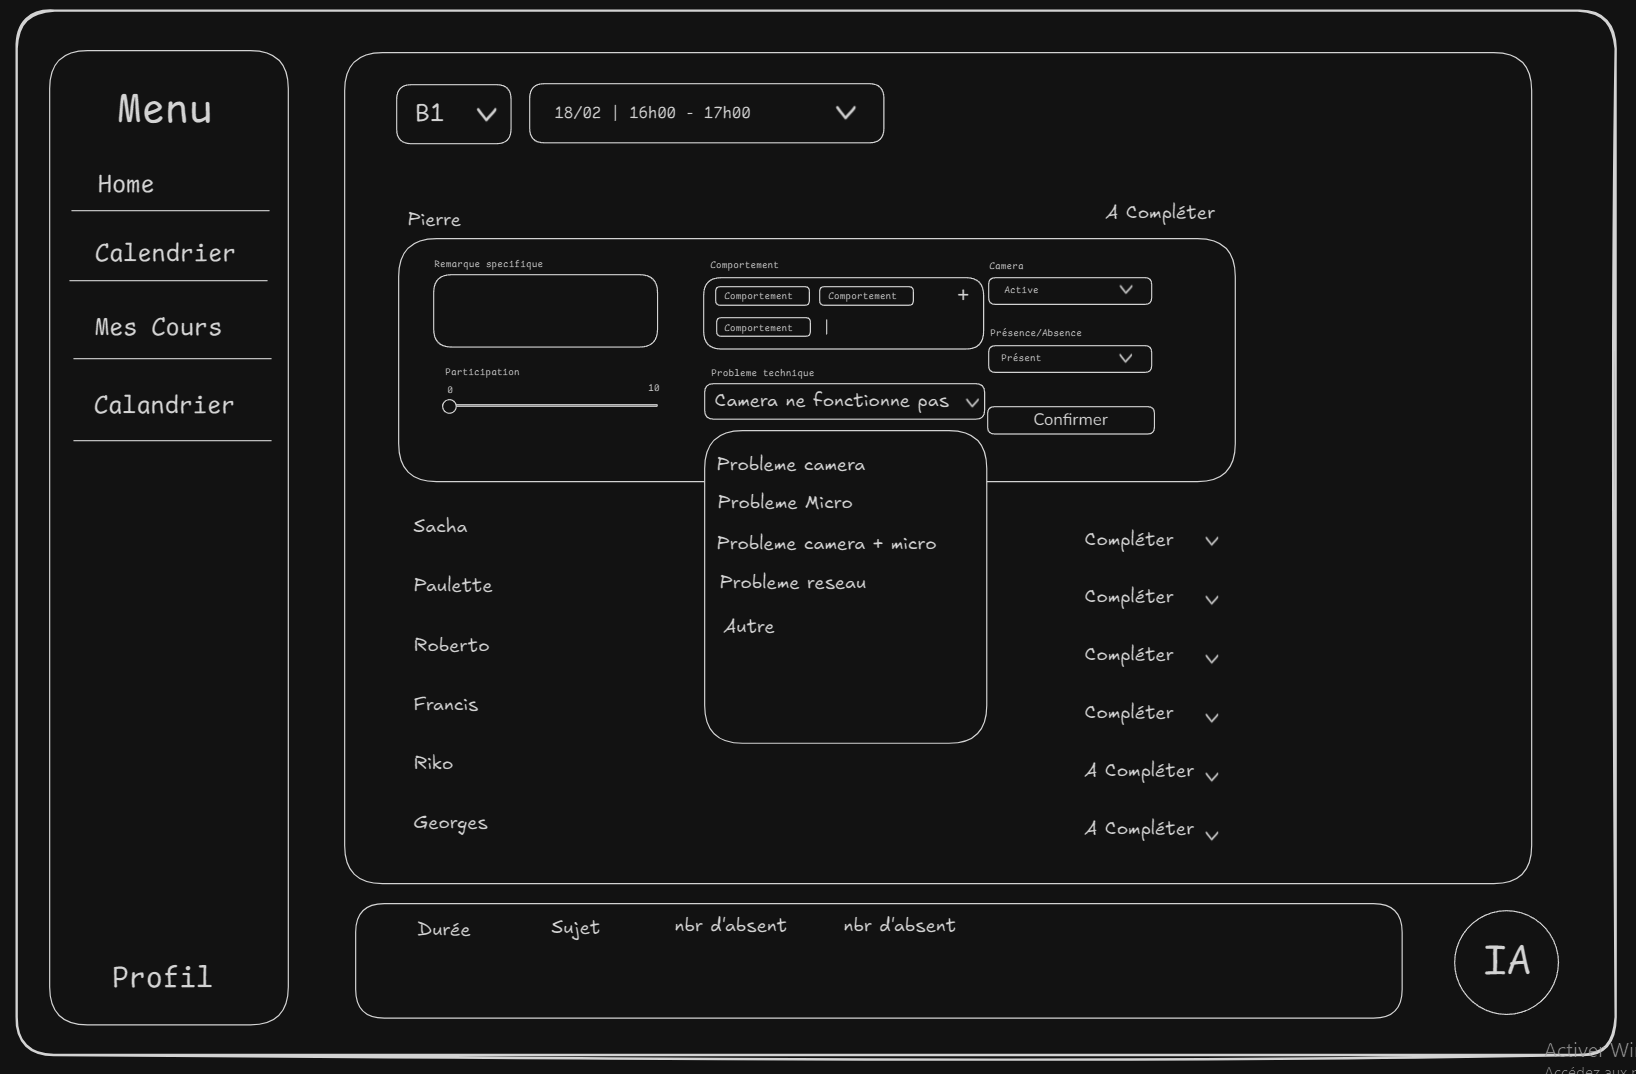 Menu
Home
Calendrier
Mes Cours
Calandrier
Profil
B1
18/02 | 16h00 - 17h00
Pierre
A Compléter
Remarque specifique
Participation
0
10
Comportement
Comportement
Comportement
+
Comportement
Probleme technique
Camera ne fonctionne pas
Camera
Active
Présence/Absence
Présent
Confirmer
Probleme camera
Probleme Micro
Probleme camera + micro
Probleme reseau
Autre
Sacha
Compléter
Paulette
Compléter
Roberto
Compléter
Francis
Compléter
Riko
A Compléter
Georges
A Compléter
Durée
Sujet
nbr d'absent
nbr d'absent
IA
Activer Wi
Accédez aux